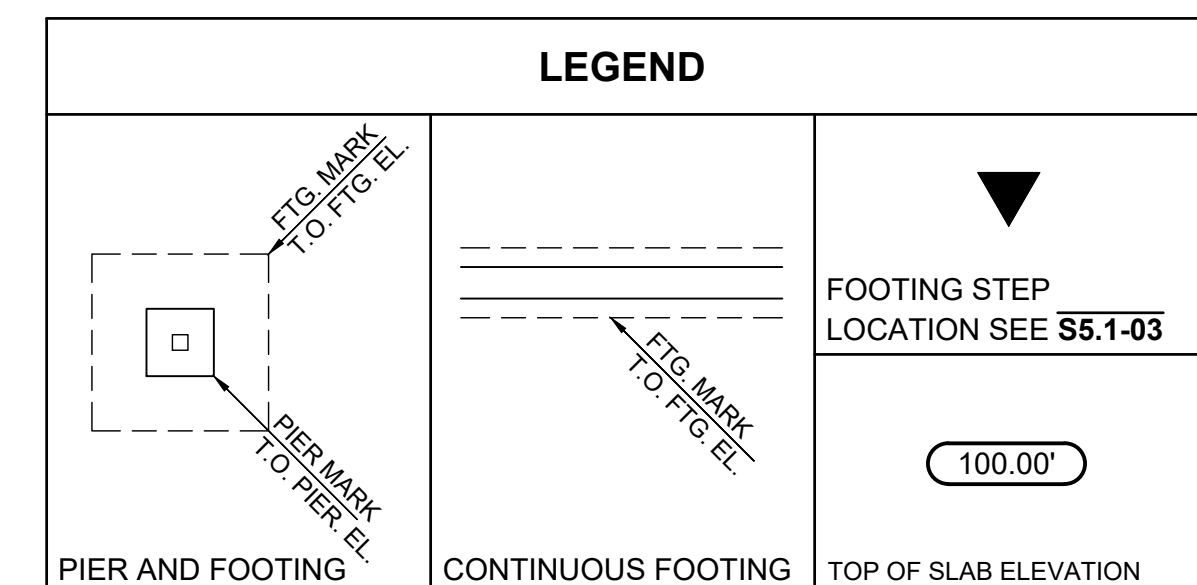 LEGEND
FTG. MARK
T.O. FTG. EL.
PIER MARK
T.O. PIER. EL.
PIER AND FOOTING
FTG. MARK
T.O. FTG. EL.
CONTINUOUS FOOTING
FOOTING STEP
LOCATION SEE S5.1-03
100.00'
TOP OF SLAB ELEVATION